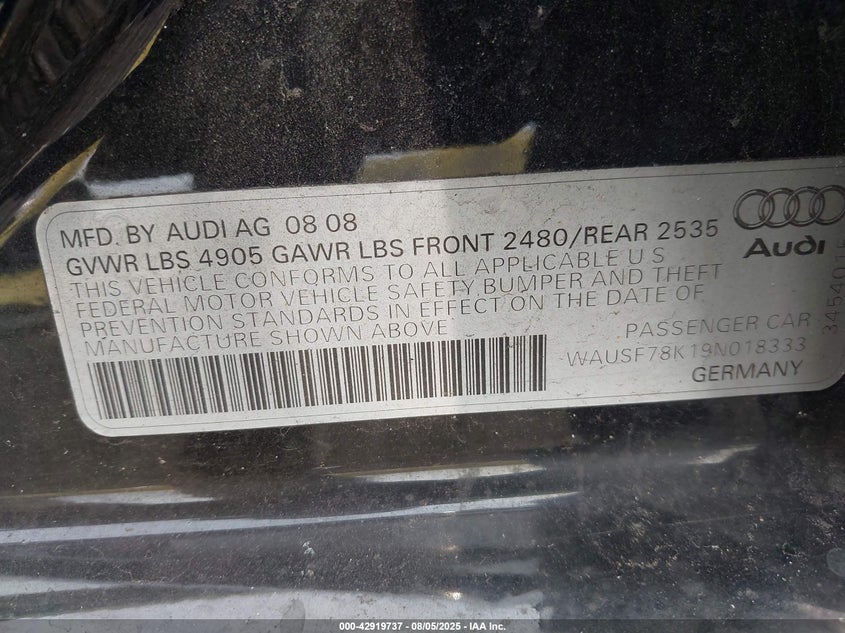 MFD. BY AUDI AG 08 08
GVWR LBS 4905 GAWR LBS FRONT 2480/REAR 2535
THIS VEHICLE CONFORMS TO ALL APPLICABLE U S
FEDERAL MOTOR VEHICLE SAFETY BUMPER AND THEFT
PREVENTION STANDARDS IN EFFECT ON THE DATE OF
MANUFACTURE SHOWN ABOVE
Audi
PASSENGER CAR
WAUSF78K19N018333
GERMANY
000-42919737 - 08/05/2025 - IAA Inc.